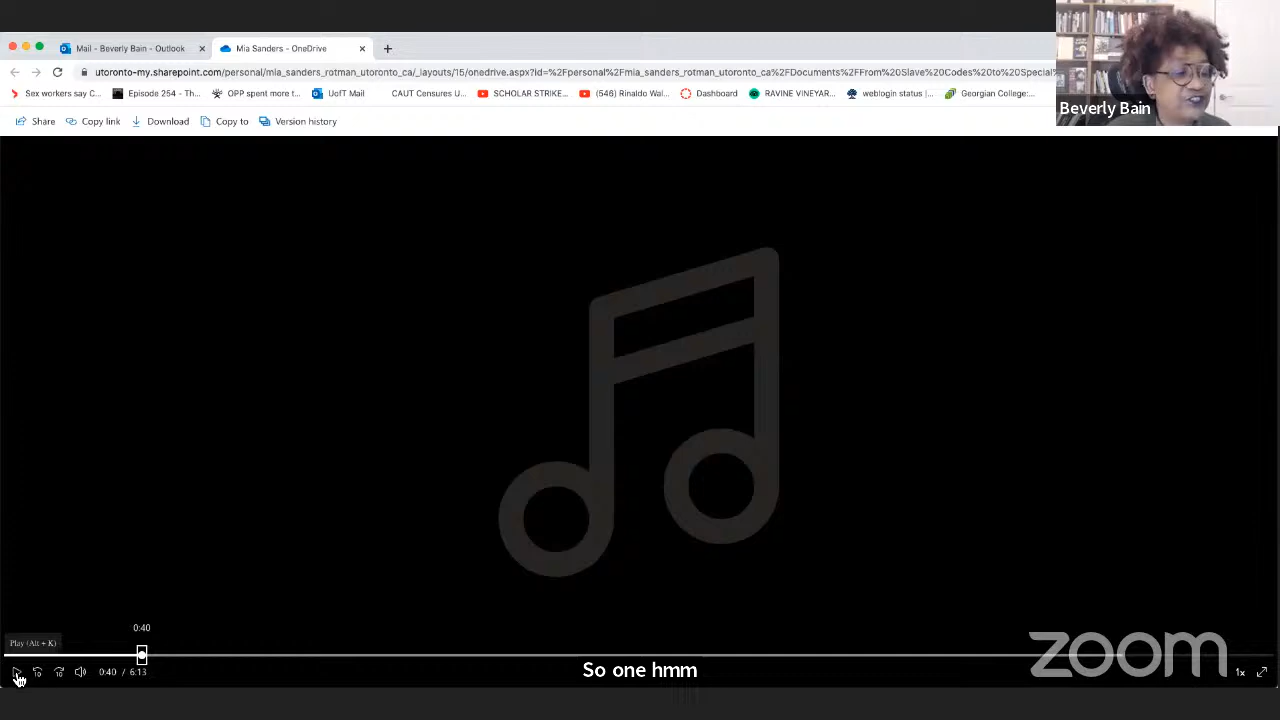 Mail - Beverly Bain - Outlook
Mia Sanders - OneDrive
utoronto-my.sharepoint.com/personal/mia_sanders_rotman_utoronto_ca/_layouts/15/onedrive.aspx?id=%2Fpersonal%2Fmia_sanders_rotman_utoronto_ca%2FDocuments%2FFrom%20Slave%20Codes%20to%20Special
Sex workers say C... Episode 254 - Th... OPP spent more t... UofT Mail CAUT Censures U... SCHOLAR STRIKE... (546) Rinaldo Wal... Dashboard RAVINE VINEYAR... weblogin status |... Georgian College:...
Beverly Bain
Share Copy link Download Copy to Version history
0:40
Play (Alt + K)
10 10 0:40 / 6:13 1x
So one hmm
zoom